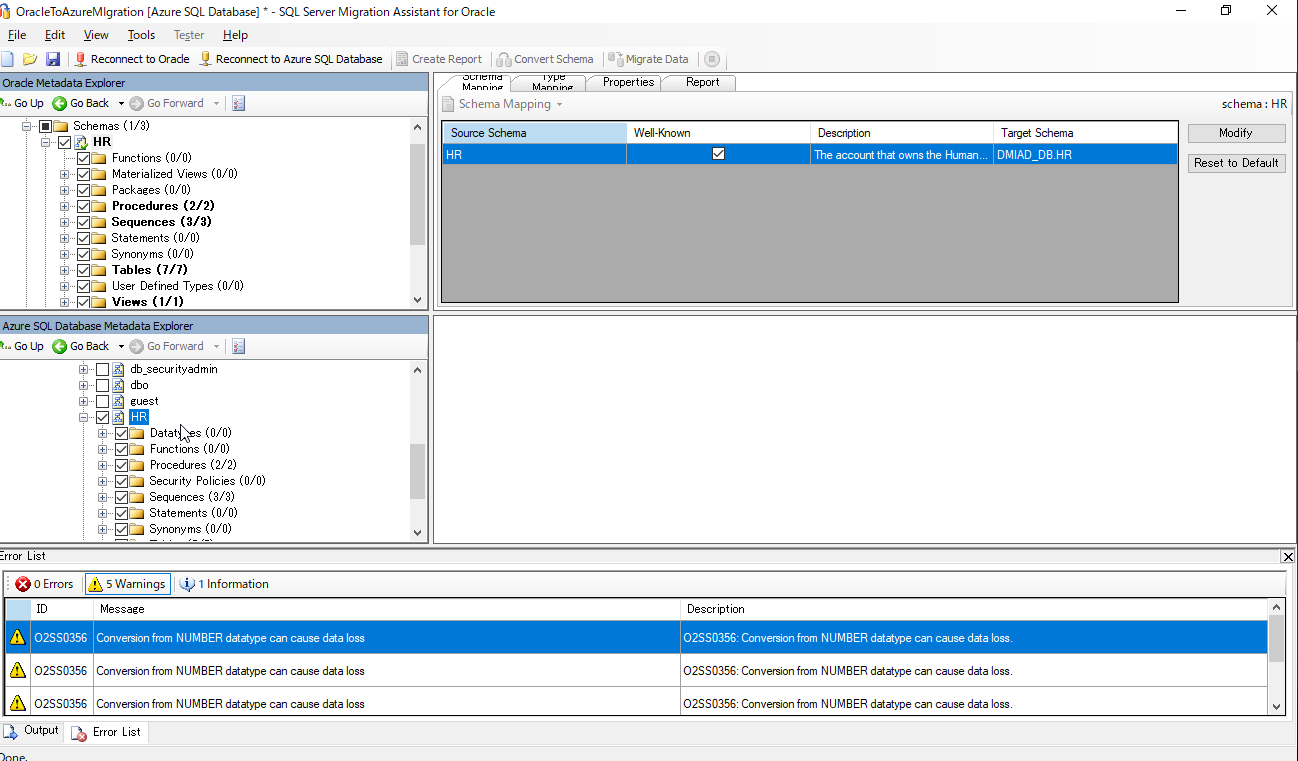 OracleToAzureMIgration [Azure SQL Database] * - SQL Server Migration Assistant for Oracle
File Edit View Tools Tester Help
Reconnect to Oracle Reconnect to Azure SQL Database Create Report Convert Schema Migrate Data
Oracle Metadata Explorer
Go Up Go Back Go Forward
Schemas (1/3)
HR
Functions (0/0)
Materialized Views (0/0)
Packages (0/0)
Procedures (2/2)
Sequences (3/3)
Statements (0/0)
Synonyms (0/0)
Tables (7/7)
User Defined Types (0/0)
Views (1/1)
Schema Mapping Type Mapping Properties Report
Schema Mapping schema : HR
Source Schema Well-Known Description Target Schema
HR The account that owns the Human... DMIAD_DB.HR
Modify
Reset to Default
Azure SQL Database Metadata Explorer
Go Up Go Back Go Forward
db_securityadmin
dbo
guest
HR
Datatypes (0/0)
Functions (0/0)
Procedures (2/2)
Security Policies (0/0)
Sequences (3/3)
Statements (0/0)
Synonyms (0/0)
Error List
0 Errors 5 Warnings 1 Information
ID Message Description
O2SS0356 Conversion from NUMBER datatype can cause data loss O2SS0356: Conversion from NUMBER datatype can cause data loss.
O2SS0356 Conversion from NUMBER datatype can cause data loss O2SS0356: Conversion from NUMBER datatype can cause data loss.
O2SS0356 Conversion from NUMBER datatype can cause data loss O2SS0356: Conversion from NUMBER datatype can cause data loss.
Output Error List
Done.